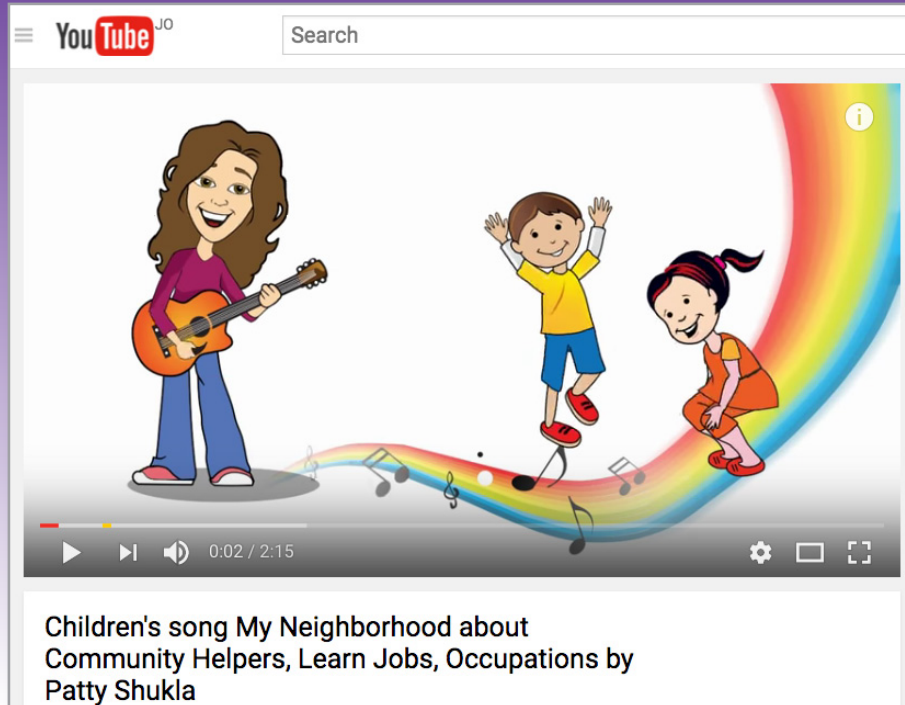 YouTube JO
Search
0:02 / 2:15
Children's song My Neighborhood about
Community Helpers, Learn Jobs, Occupations by
Patty Shukla